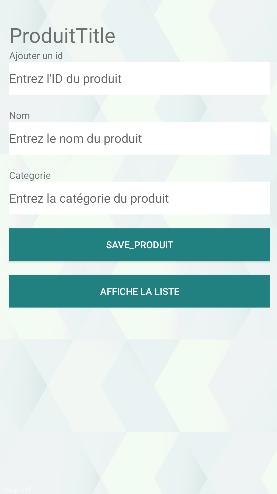 ProduitTitle
Ajouter un id
Entrez l'ID du produit
Nom
Entrez le nom du produit
Categorie
Entrez la catégorie du produit
SAVE_PRODUIT
AFFICHE LA LISTE